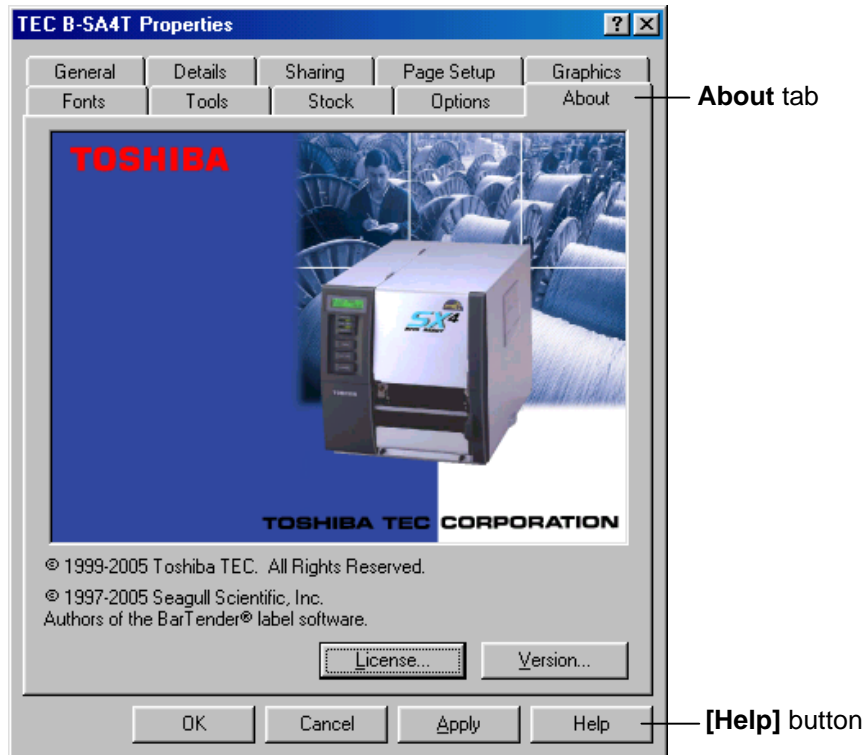 TEC B-SA4T Properties
General Details Sharing Page Setup Graphics
Fonts Tools Stock Options About
About tab
TOSHIBA
SX4
TOSHIBA
TOSHIBA TEC CORPORATION
© 1999-2005 Toshiba TEC. All Rights Reserved.
© 1997-2005 Seagull Scientific, Inc.
Authors of the BarTender® label software.
License... Version...
OK Cancel Apply Help
[Help] button